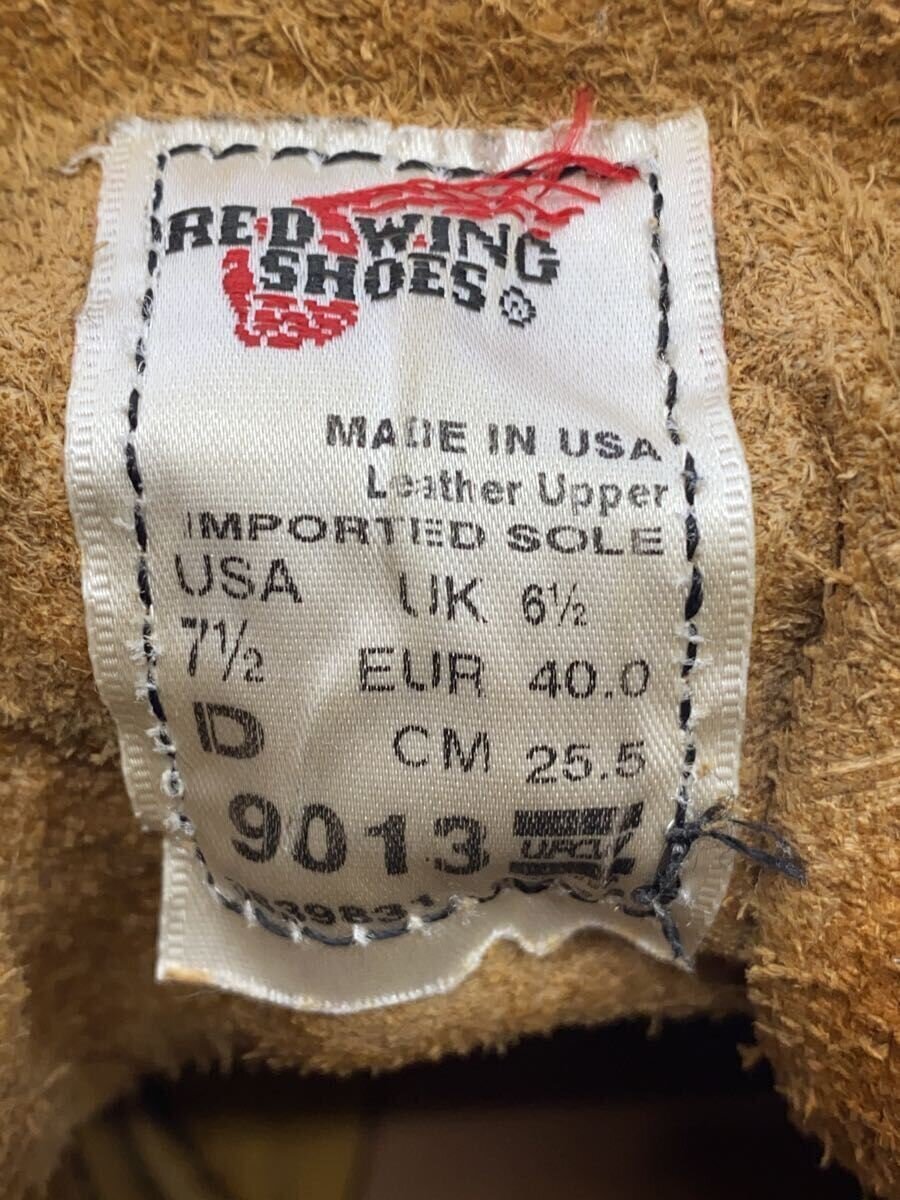 RED WING
SHOES ®
MADE IN USA
Leather Upper
IMPORTED SOLE
USA UK 6½
7½ EUR 40.0
D CM 25.5
9013